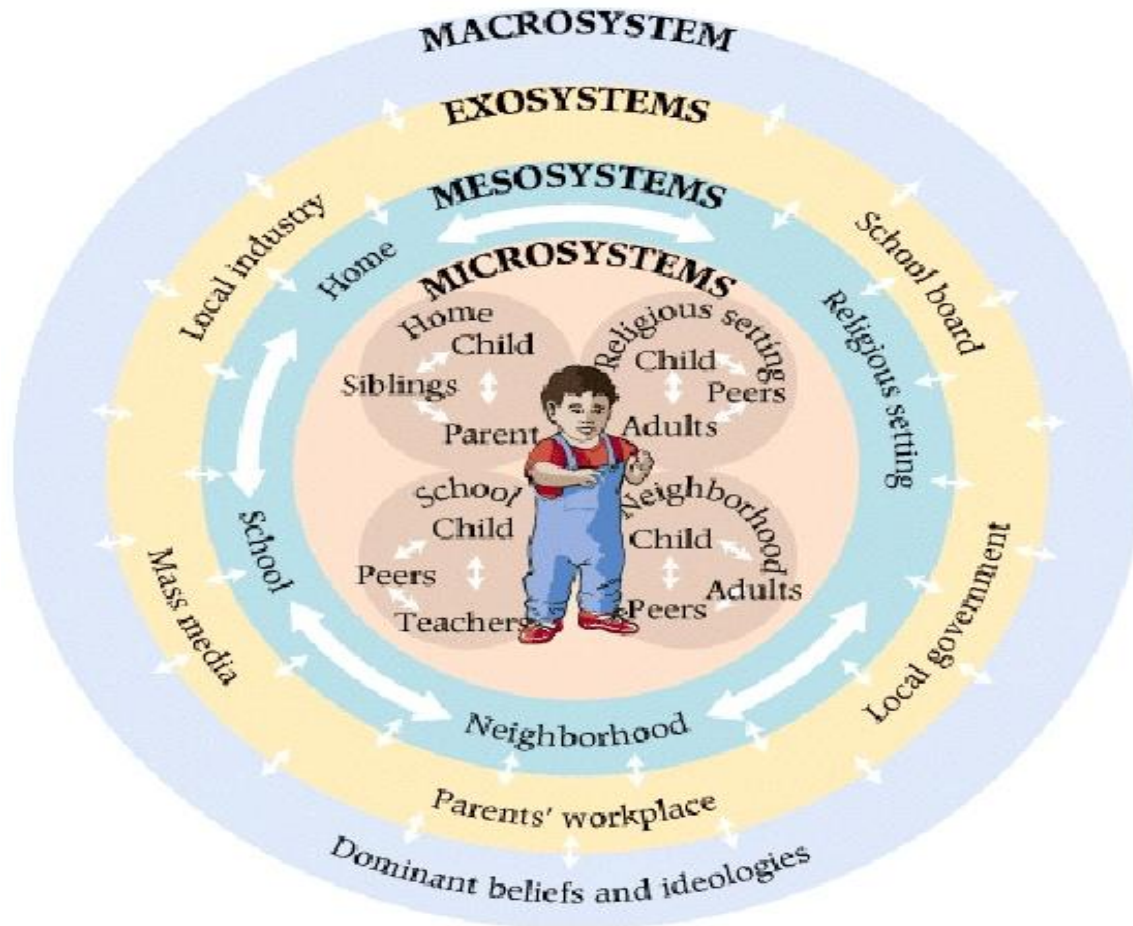 MACROSYSTEM
EXOSYSTEMS
MESOSYSTEMS
MICROSYSTEMS
Local industry
School board
Home
Religious setting
Home
Child
Siblings
Parent
Religious setting
Child
Peers
Adults
School
Child
Peers
Teachers
Neighborhood
Child
Adults
Peers
School
Mass media
Local government
Neighborhood
Parents' workplace
Dominant beliefs and ideologies